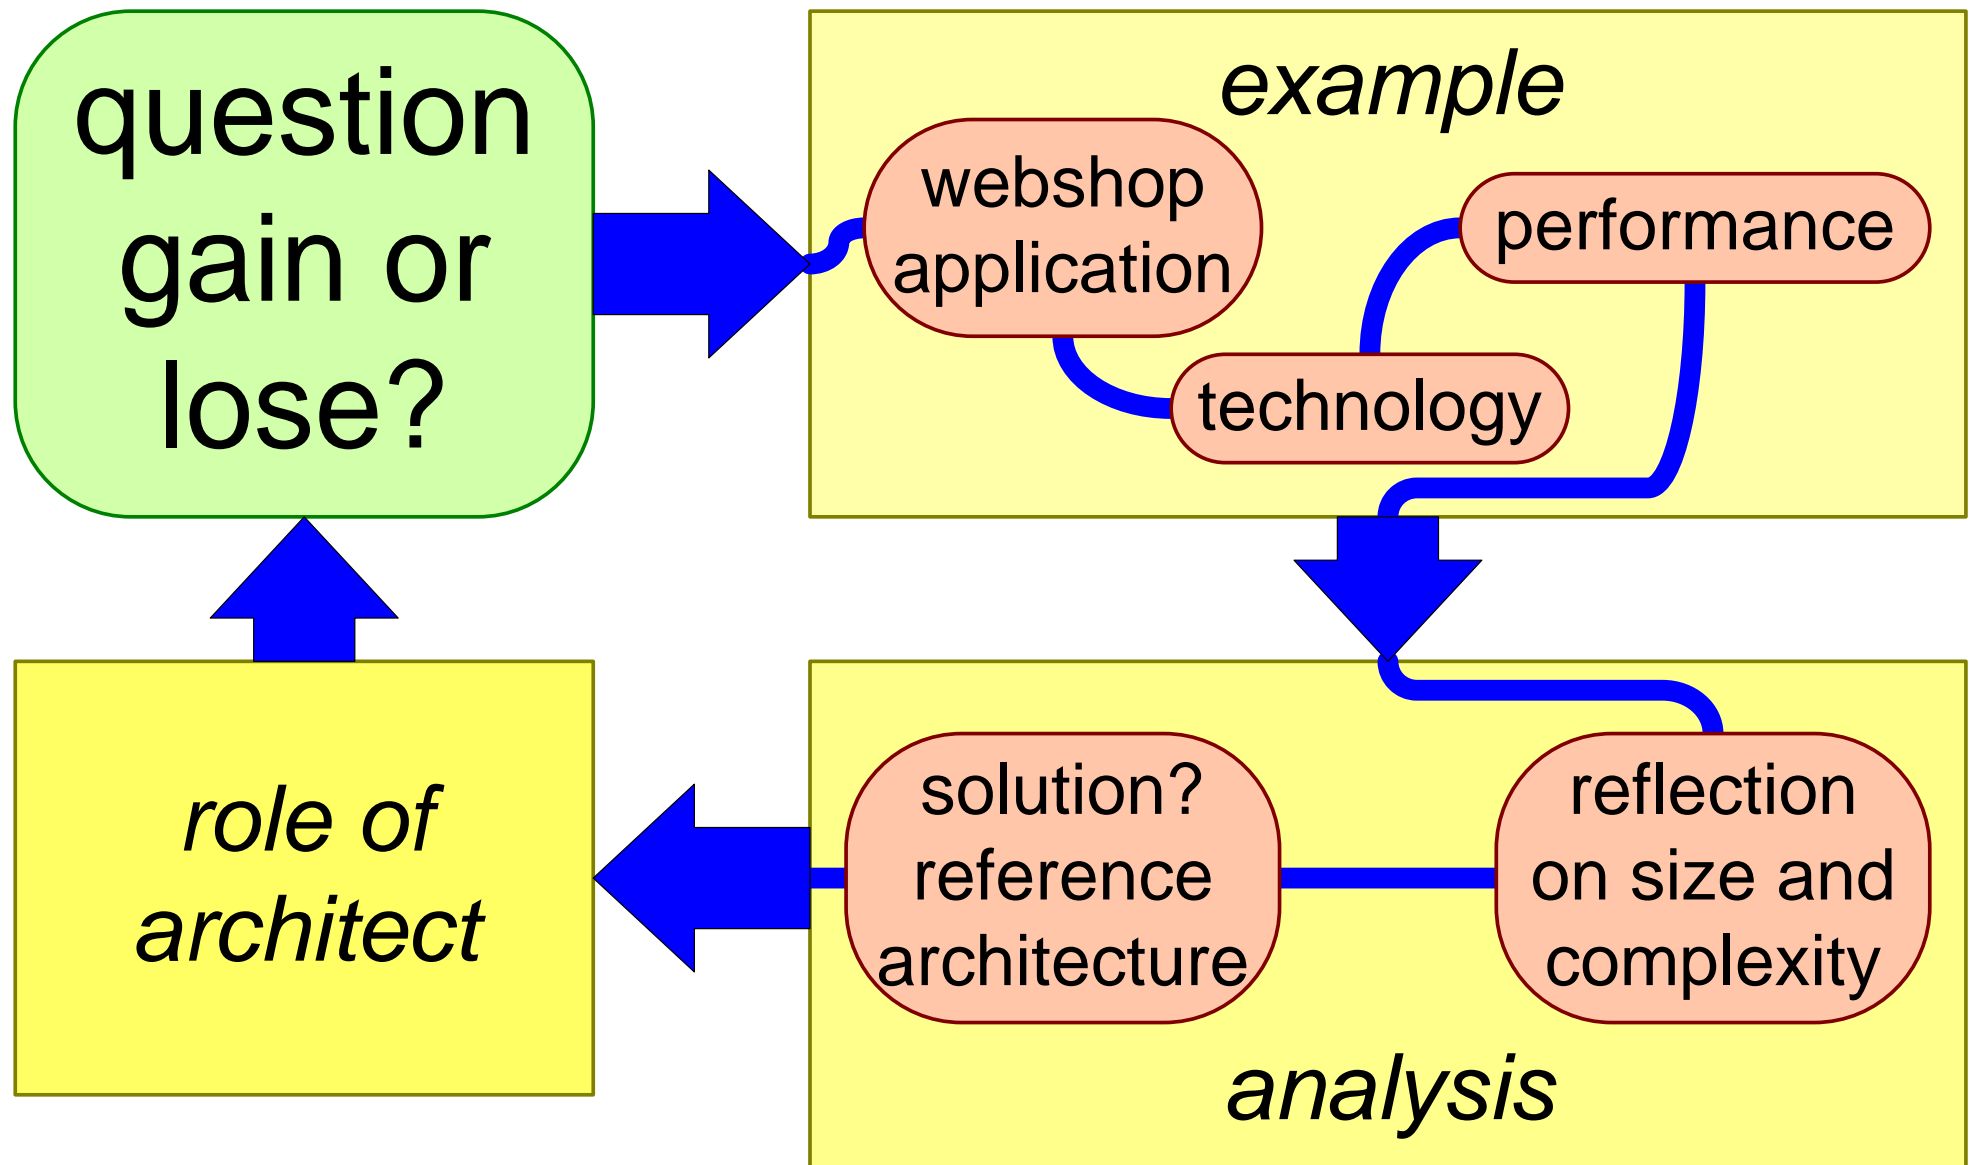 question
gain or
lose?
example
webshop
application
performance
technology
role of
architect
solution?
reference
architecture
reflection
on size and
complexity
analysis